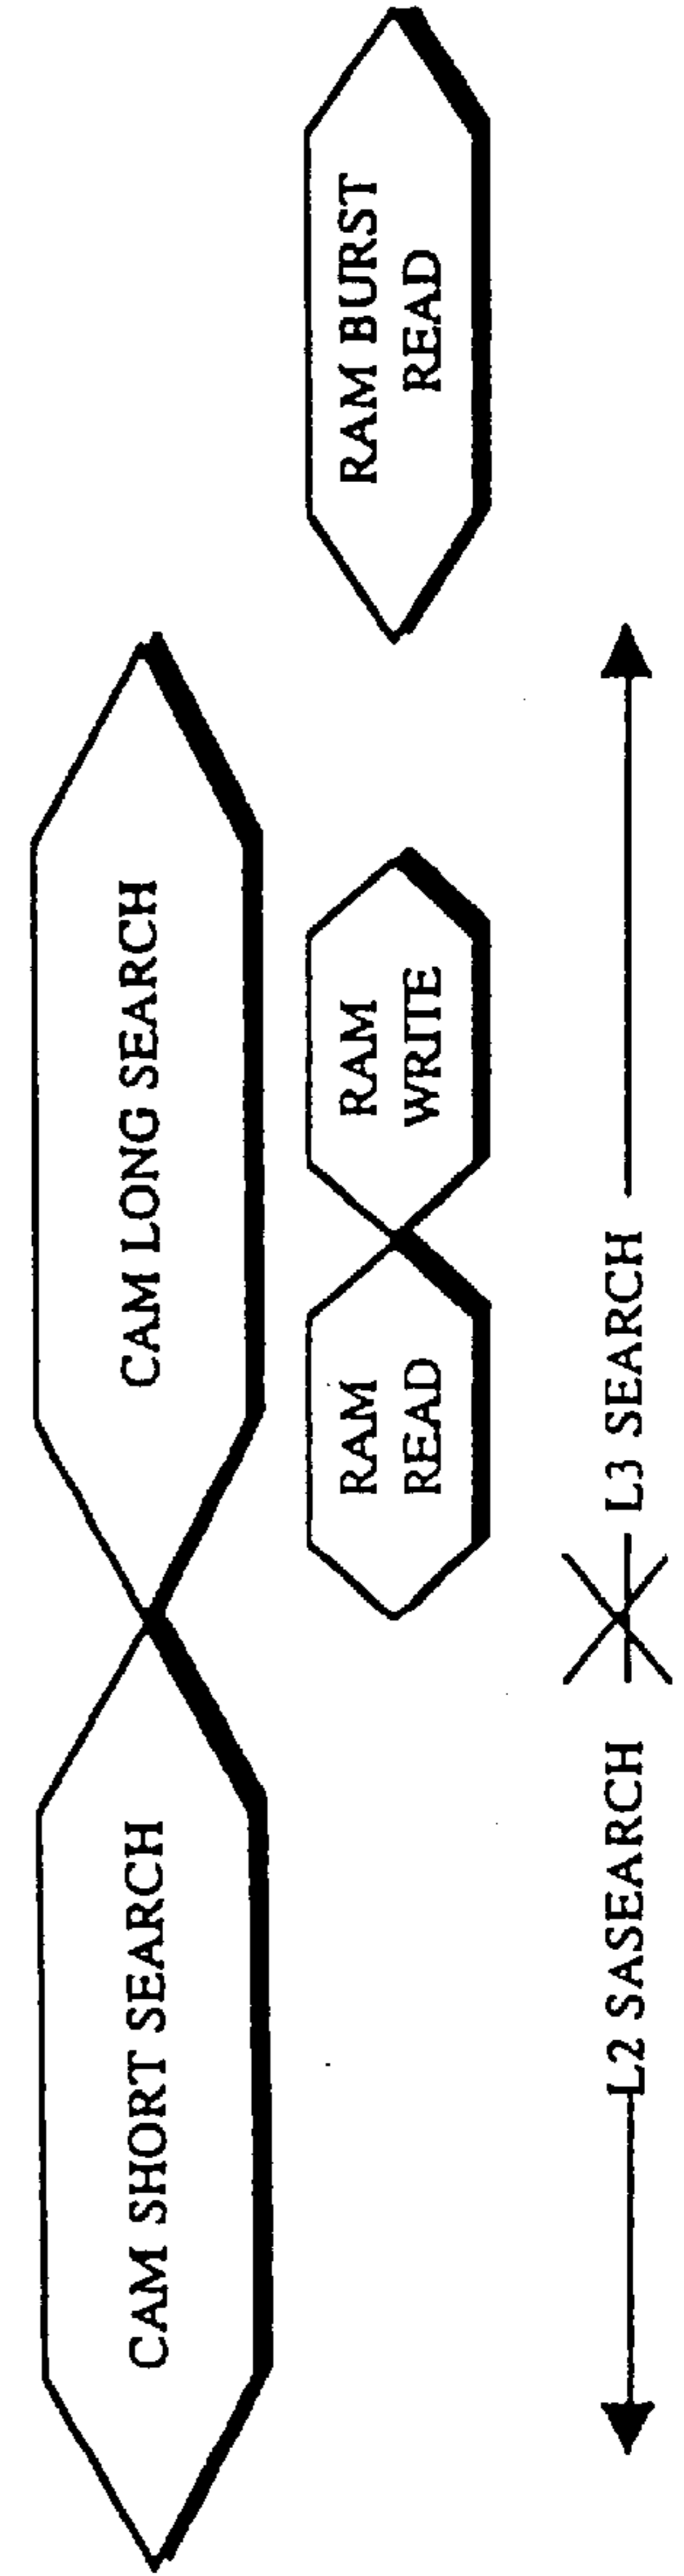 CAM SHORT SEARCH
CAM LONG SEARCH
RAM
READ
RAM
WRITE
RAM BURST
READ
L2 SASEARCH
L3 SEARCH